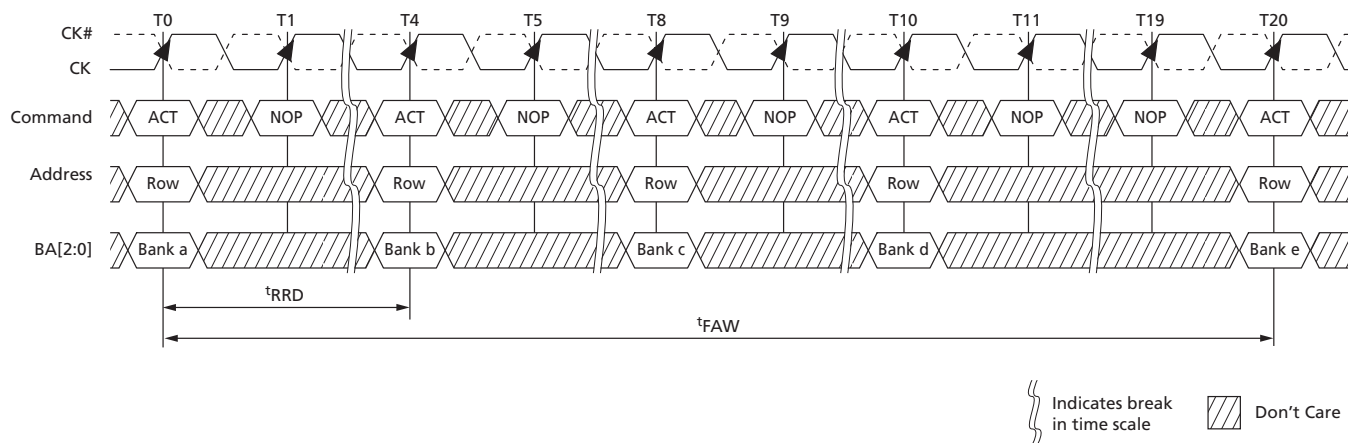 T0 T1 T4 T5 T8 T9 T10 T11 T19 T20
CK#
CK
Command ACT NOP ACT NOP ACT NOP ACT NOP NOP ACT
Address Row Row Row Row Row
BA[2:0] Bank a Bank b Bank c Bank d Bank e
tRRD
tFAW
Indicates break
in time scale
Don't Care